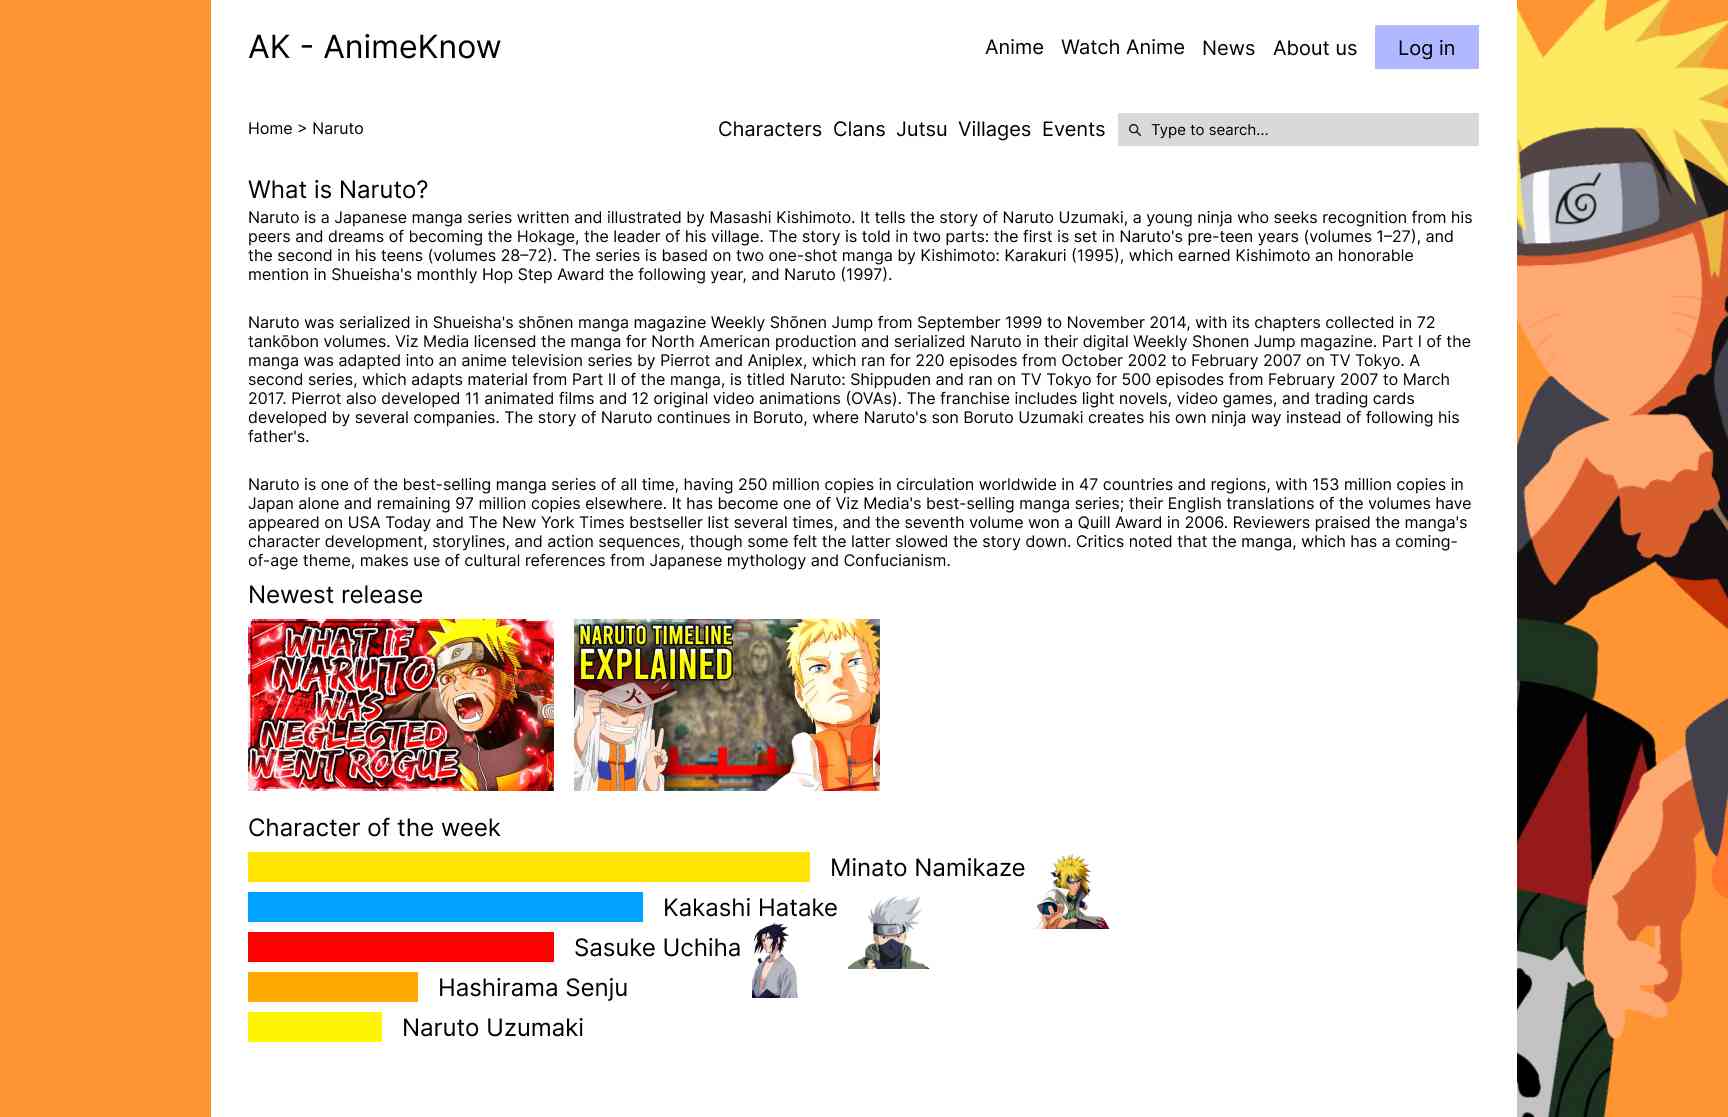 AK - AnimeKnow
Anime Watch Anime News About us Log in
Home > Naruto
Characters Clans Jutsu Villages Events Type to search...
What is Naruto?
Naruto is a Japanese manga series written and illustrated by Masashi Kishimoto. It tells the story of Naruto Uzumaki, a young ninja who seeks recognition from his
peers and dreams of becoming the Hokage, the leader of his village. The story is told in two parts: the first is set in Naruto's pre-teen years (volumes 1–27), and
the second in his teens (volumes 28–72). The series is based on two one-shot manga by Kishimoto: Karakuri (1995), which earned Kishimoto an honorable
mention in Shueisha's monthly Hop Step Award the following year, and Naruto (1997).
Naruto was serialized in Shueisha's shōnen manga magazine Weekly Shōnen Jump from September 1999 to November 2014, with its chapters collected in 72
tankōbon volumes. Viz Media licensed the manga for North American production and serialized Naruto in their digital Weekly Shonen Jump magazine. Part I of the
manga was adapted into an anime television series by Pierrot and Aniplex, which ran for 220 episodes from October 2002 to February 2007 on TV Tokyo. A
second series, which adapts material from Part II of the manga, is titled Naruto: Shippuden and ran on TV Tokyo for 500 episodes from February 2007 to March
2017. Pierrot also developed 11 animated films and 12 original video animations (OVAs). The franchise includes light novels, video games, and trading cards
developed by several companies. The story of Naruto continues in Boruto, where Naruto's son Boruto Uzumaki creates his own ninja way instead of following his
father's.
Naruto is one of the best-selling manga series of all time, having 250 million copies in circulation worldwide in 47 countries and regions, with 153 million copies in
Japan alone and remaining 97 million copies elsewhere. It has become one of Viz Media's best-selling manga series; their English translations of the volumes have
appeared on USA Today and The New York Times bestseller list several times, and the seventh volume won a Quill Award in 2006. Reviewers praised the manga's
character development, storylines, and action sequences, though some felt the latter slowed the story down. Critics noted that the manga, which has a coming-
of-age theme, makes use of cultural references from Japanese mythology and Confucianism.
Newest release
WHAT IF
NARUTO
WAS
NEGLECTED
WENT ROGUE
NARUTO TIMELINE
EXPLAINED
火
Character of the week
Minato Namikaze
Kakashi Hatake
Sasuke Uchiha
Hashirama Senju
Naruto Uzumaki